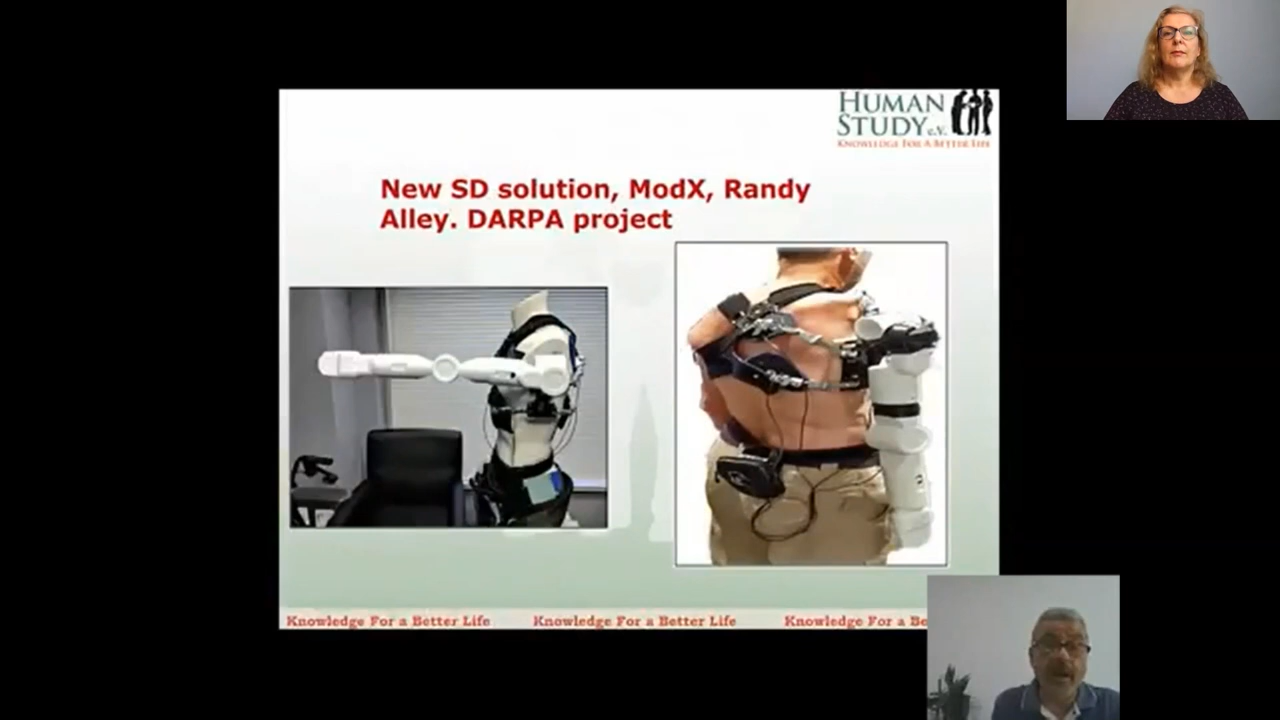 HUMAN
STUDY e.V.
KNOWLEDGE FOR A BETTER LIFE
New SD solution, ModX, Randy
Alley. DARPA project
Knowledge For a Better Life Knowledge For a Better Life Knowledge For a Be